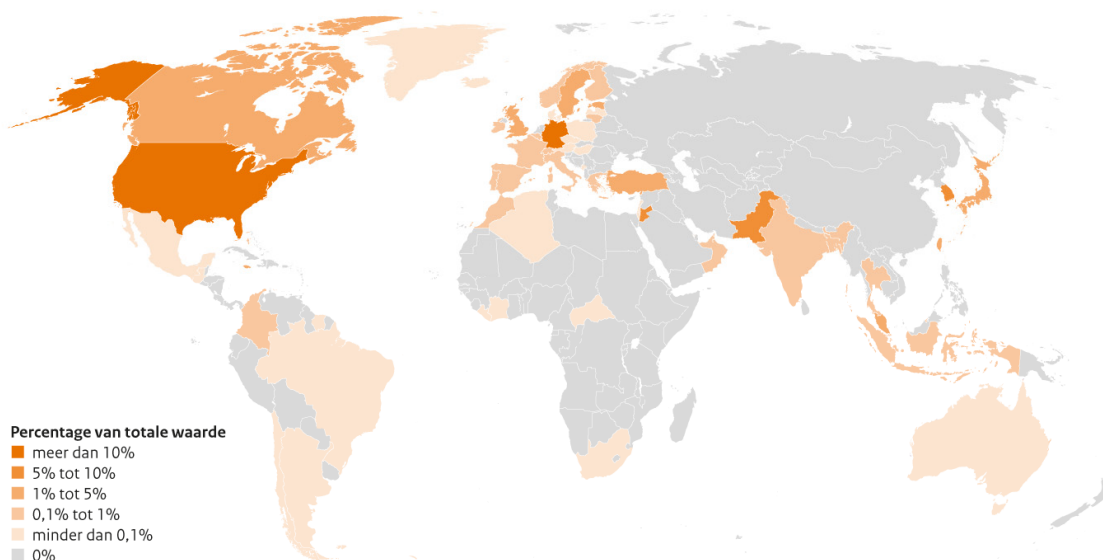 Percentage van totale waarde
meer dan 10%
5% tot 10%
1% tot 5%
0,1% tot 1%
minder dan 0,1%
0%